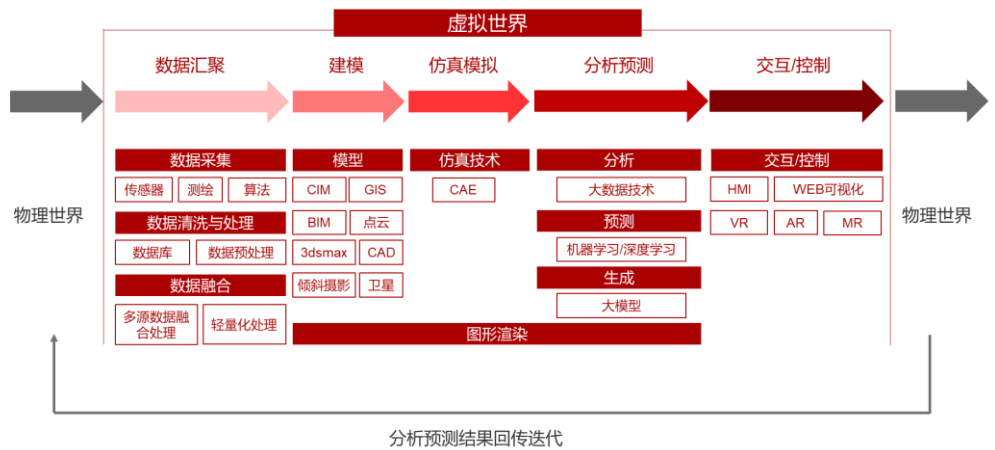 虚拟世界
数据汇聚
建模
仿真模拟
分析预测
交互/控制
物理世界
数据采集
传感器
测绘
算法
数据清洗与处理
数据库
数据预处理
数据融合
多源数据融
合处理
轻量化处理
模型
CIM
GIS
BIM
点云
3dsmax
CAD
倾斜摄影
卫星
仿真技术
CAE
分析
大数据技术
预测
机器学习/深度学习
生成
大模型
图形渲染
交互/控制
HMI
WEB可视化
VR
AR
MR
物理世界
分析预测结果回传迭代